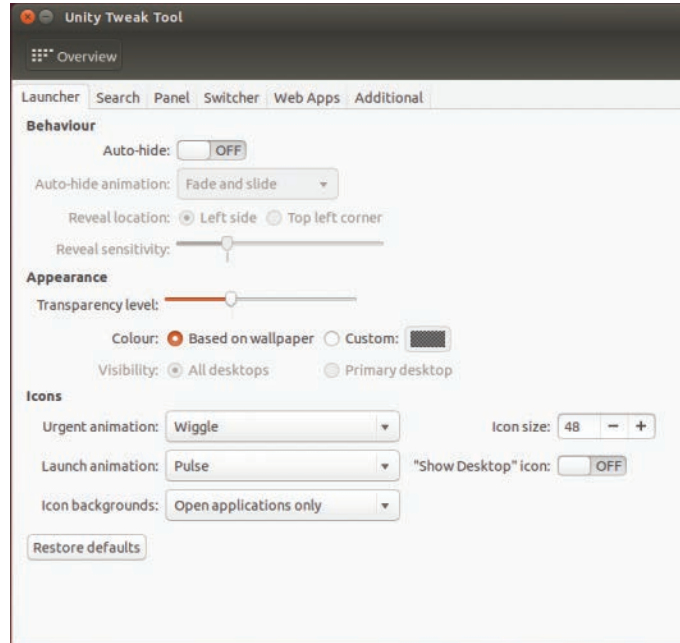 Unity Tweak Tool
Overview
Launcher Search Panel Switcher Web Apps Additional
Behaviour
Auto-hide: OFF
Auto-hide animation: Fade and slide
Reveal location: Left side Top left corner
Reveal sensitivity:
Appearance
Transparency level:
Colour: Based on wallpaper Custom:
Visibility: All desktops Primary desktop
Icons
Urgent animation: Wiggle Icon size: 48 − +
Launch animation: Pulse "Show Desktop" icon: OFF
Icon backgrounds: Open applications only
Restore defaults